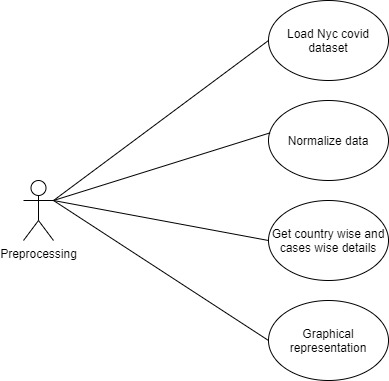 Load Nyc covid
dataset
Normalize data
Get country wise and
cases wise details
Preprocessing
Graphical
representation